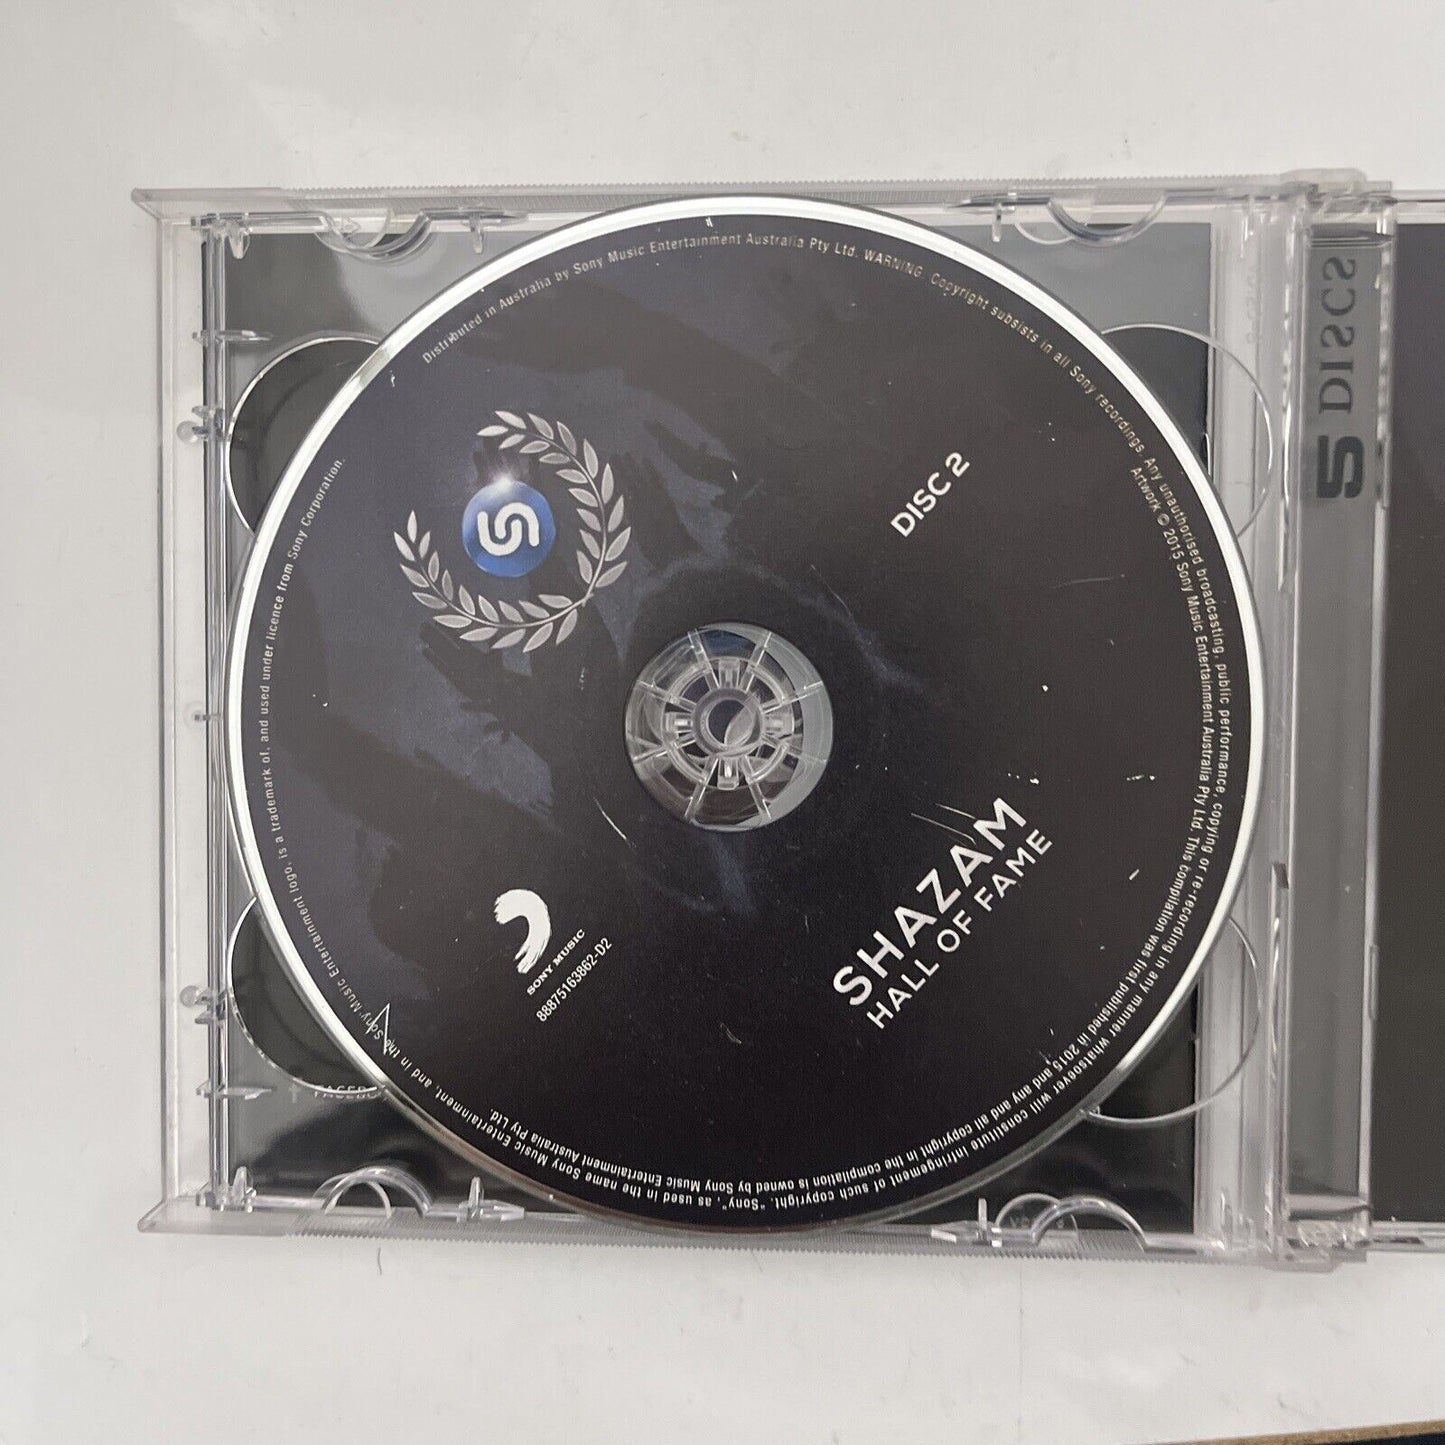 DISC 2
SHAZAM
HALL OF FAME
SONY MUSIC
88875163862-D2
Distributed in Australia by Sony Music Entertainment Australia Pty Ltd. WARNING. Copyright subsists in all Sony recordings. Any unauthorised broadcasting, public performance, copying or re-recording in any manner whatsoever will constitute infringement of such copyright. "Sony", as used in the name Sony Music Entertainment, and in the Sony Music Entertainment logo, is a trademark of, and used under licence from Sony Corporation.
Artwork © 2015 Sony Music Entertainment Australia Pty Ltd. This compilation was first published in 2015 and any and all copyright in the compilation is owned by Sony Music Entertainment Australia Pty Ltd.
2 DISCS